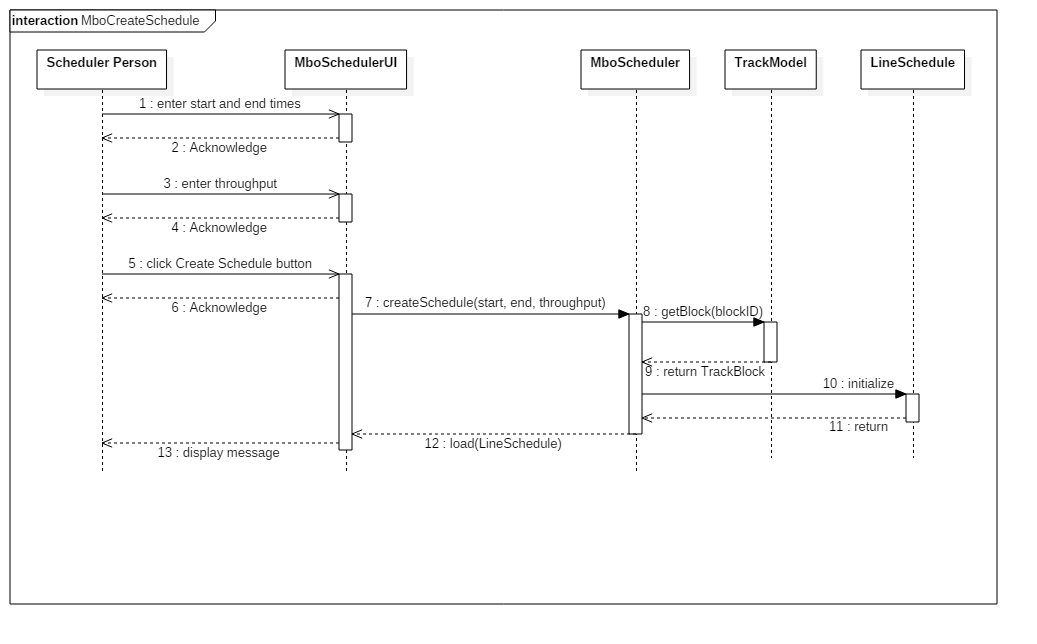 interaction MboCreateSchedule
Scheduler Person
MboSchedulerUI
MboScheduler
TrackModel
LineSchedule
1 : enter start and end times
2 : Acknowledge
3 : enter throughput
4 : Acknowledge
5 : click Create Schedule button
6 : Acknowledge
7 : createSchedule(start, end, throughput)
8 : getBlock(blockID)
9 : return TrackBlock
10 : initialize
11 : return
12 : load(LineSchedule)
13 : display message